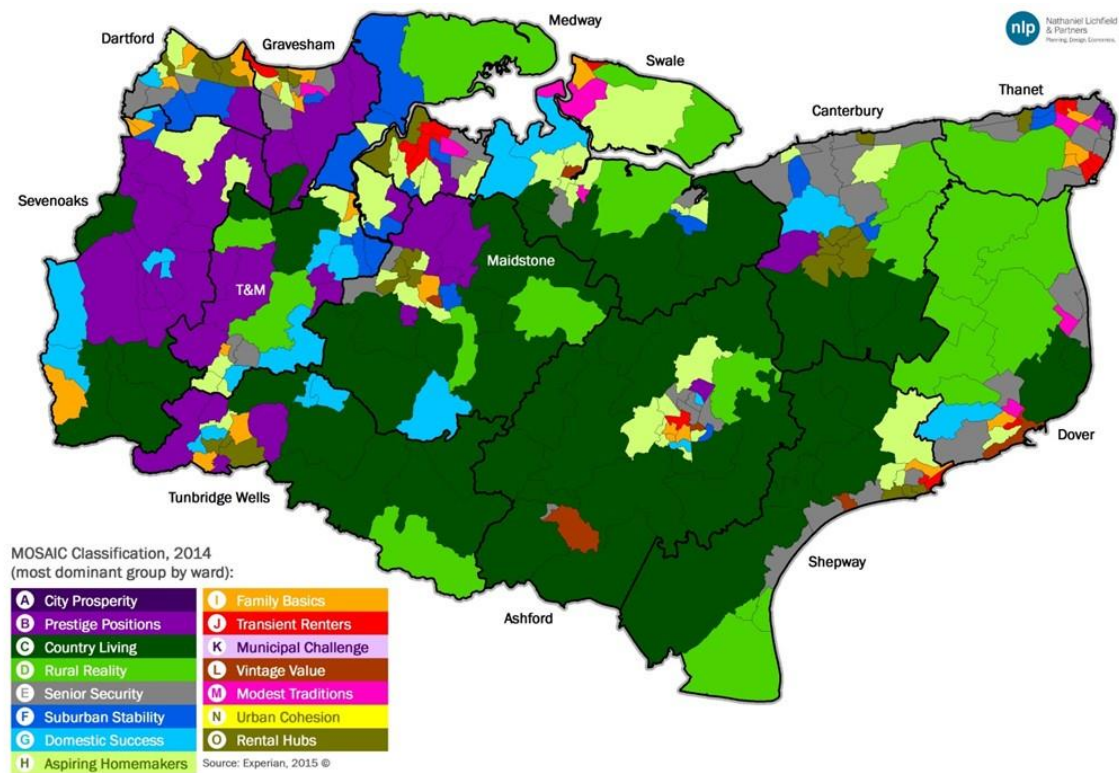 Medway
nlp
Nathaniel Lichfield
& Partners
Planning. Design. Economics.
Dartford
Gravesham
Swale
Thanet
Canterbury
Sevenoaks
Maidstone
T&M
Dover
Tunbridge Wells
Shepway
Ashford
MOSAIC Classification, 2014
(most dominant group by ward):
A City Prosperity
B Prestige Positions
C Country Living
D Rural Reality
E Senior Security
F Suburban Stability
G Domestic Success
H Aspiring Homemakers
I Family Basics
J Transient Renters
K Municipal Challenge
L Vintage Value
M Modest Traditions
N Urban Cohesion
O Rental Hubs
Source: Experian, 2015 ©